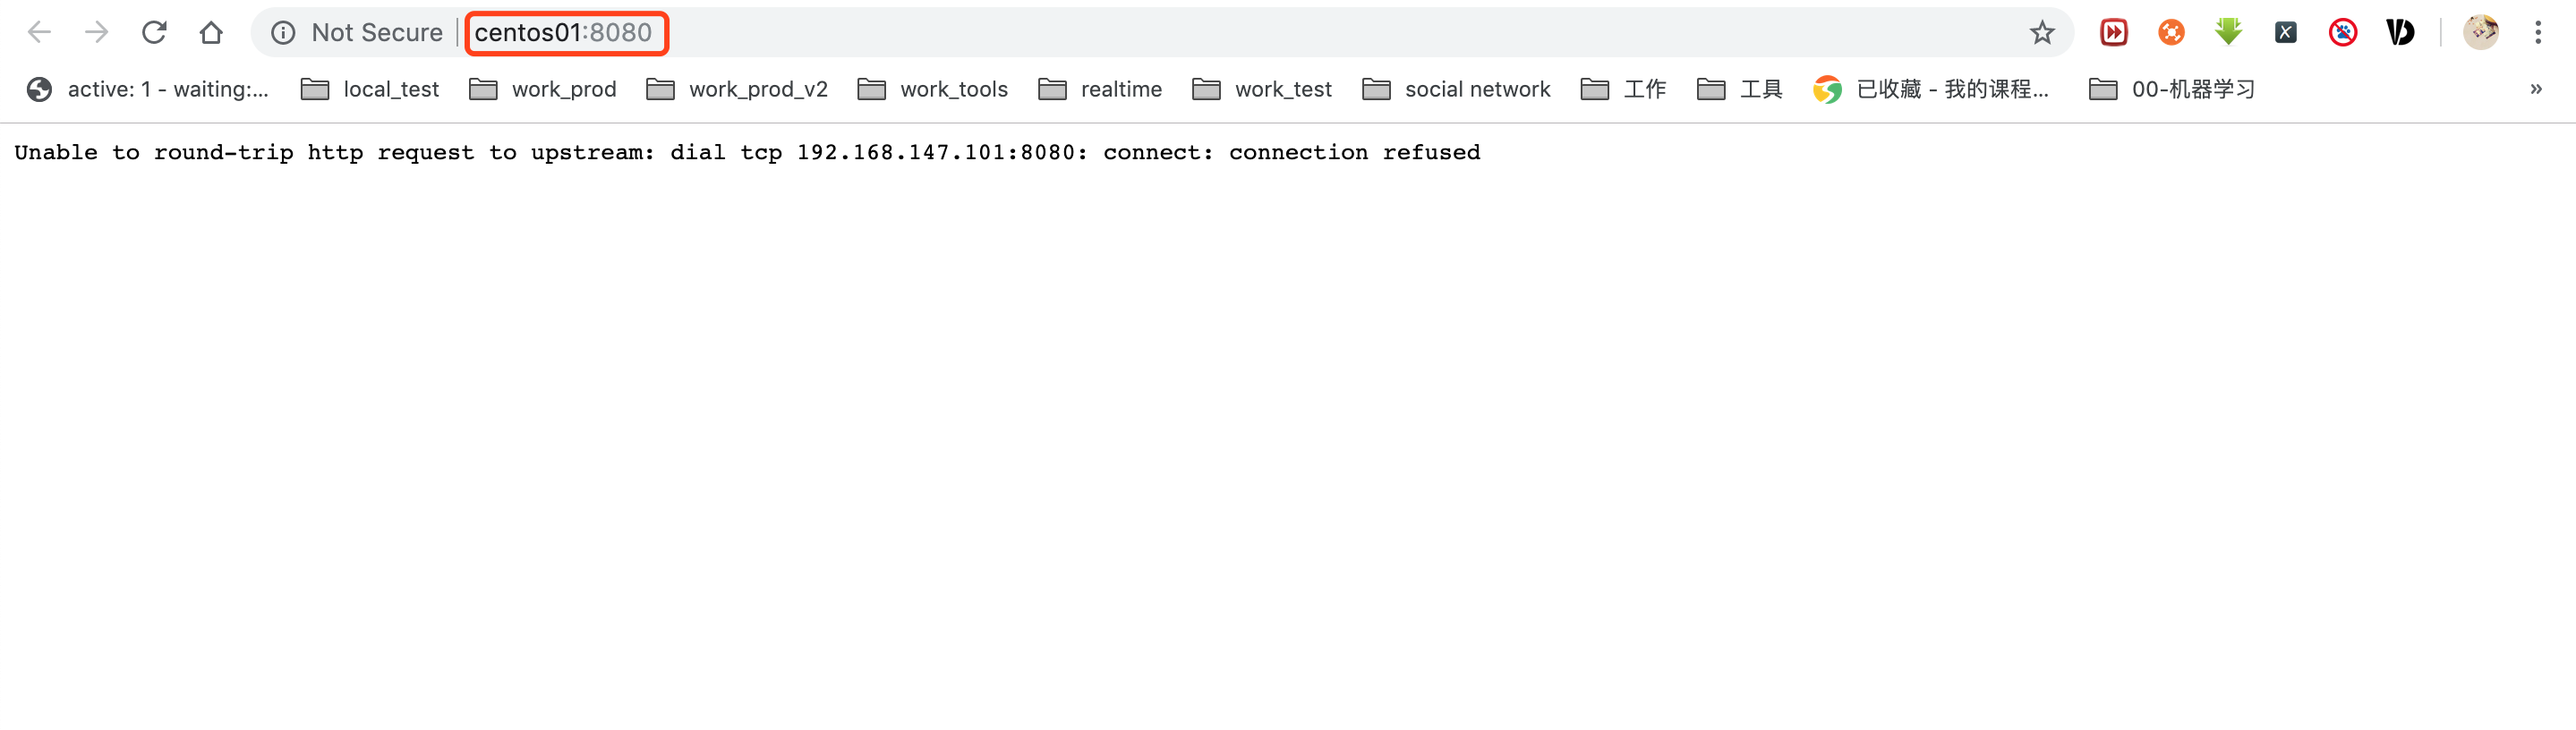 Not Secure | centos01:8080
active: 1 - waiting:... local_test work_prod work_prod_v2 work_tools realtime work_test social network 工作 工具 已收藏 - 我的课程... 00-机器学习 »
Unable to round-trip http request to upstream: dial tcp 192.168.147.101:8080: connect: connection refused